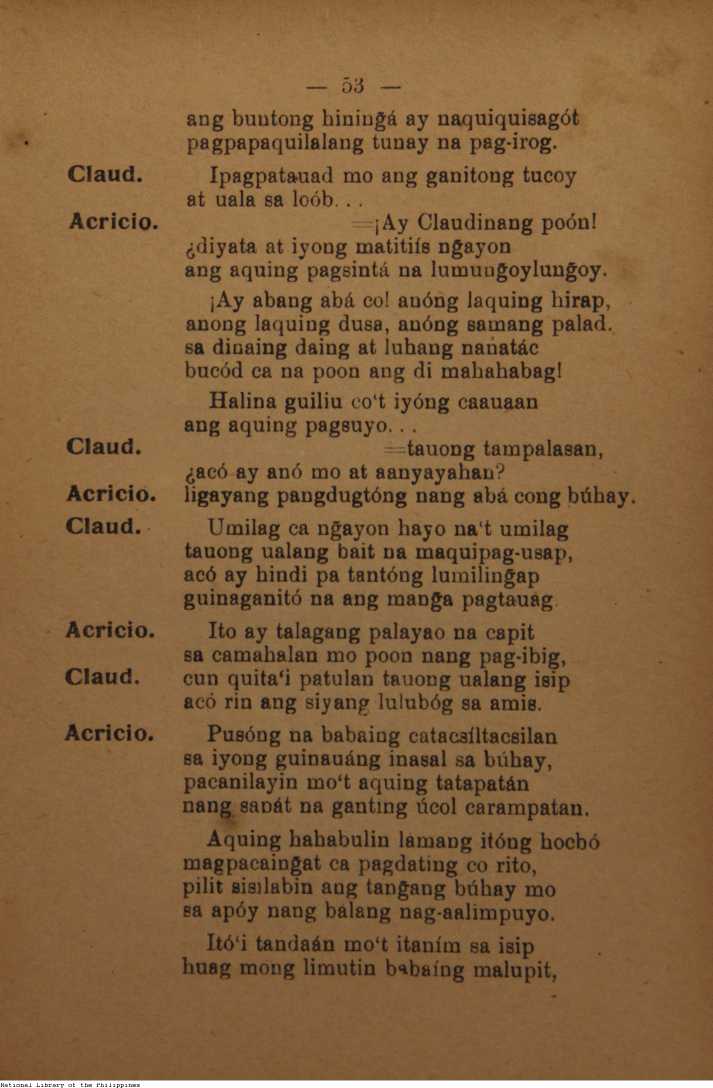 — 53 —
ang buntong hiningã́ ay naquiquisagót
pagpapaquilalang tunay na pag-irog.
Claud. Ipagpatauad mo ang ganitong tucoy
at uala sa loób. . .
Acricio. =¡Ay Claudinang poón!
¿diyata at iyong matitiís ng̃ayon
ang aquing pagsintá na lumung̃oylung̃oy.
¡Ay abang abá co! anóng laquing hirap,
anong laquing dusa, anóng samang palad.
sa dinaing daing at luhang nanatác
bucód ca na poon ang di mahahabag!
Halina guiliu co‘t iyóng caauaan
ang aquing pagsuyo. . .
Claud. =tauong tampalasan,
¿acó ay anó mo at aanyayahan?
Acricio. ligayang pangdugtóng nang abá cong búhay.
Claud. Umilag ca ng̃ayon hayo na‘t umilag
tauong ualang bait na maquipag-usap,
acó ay hindi pa tantóng lumiling̃ap
guinaganitó na ang mang̃a pagtauag.
Acricio. Ito ay talagang palayao na capit
sa camahalan mo poon nang pag-ibig,
Claud. cun quita‘i patulan tauong ualang isip
acó rin ang siyang lulubóg sa amis.
Acricio. Pusóng na babaing catacsíltacsilan
sa iyong guinauáng inasal sa búhay,
pacanilayin mo‘t aquing tatapatán
nang sapát na ganting úcol carampatan.
Aquing hahabulin lamang itóng hocbó
magpacaing̃at ca pagdating co rito,
pilit sisilabin ang tang̃ang búhay mo
sa apóy nang balang nag-aalimpuyo.
Itó‘i tandaán mo‘t itaním sa isip
huag mong limutin babaíng malupit,
National Library of the Philippines